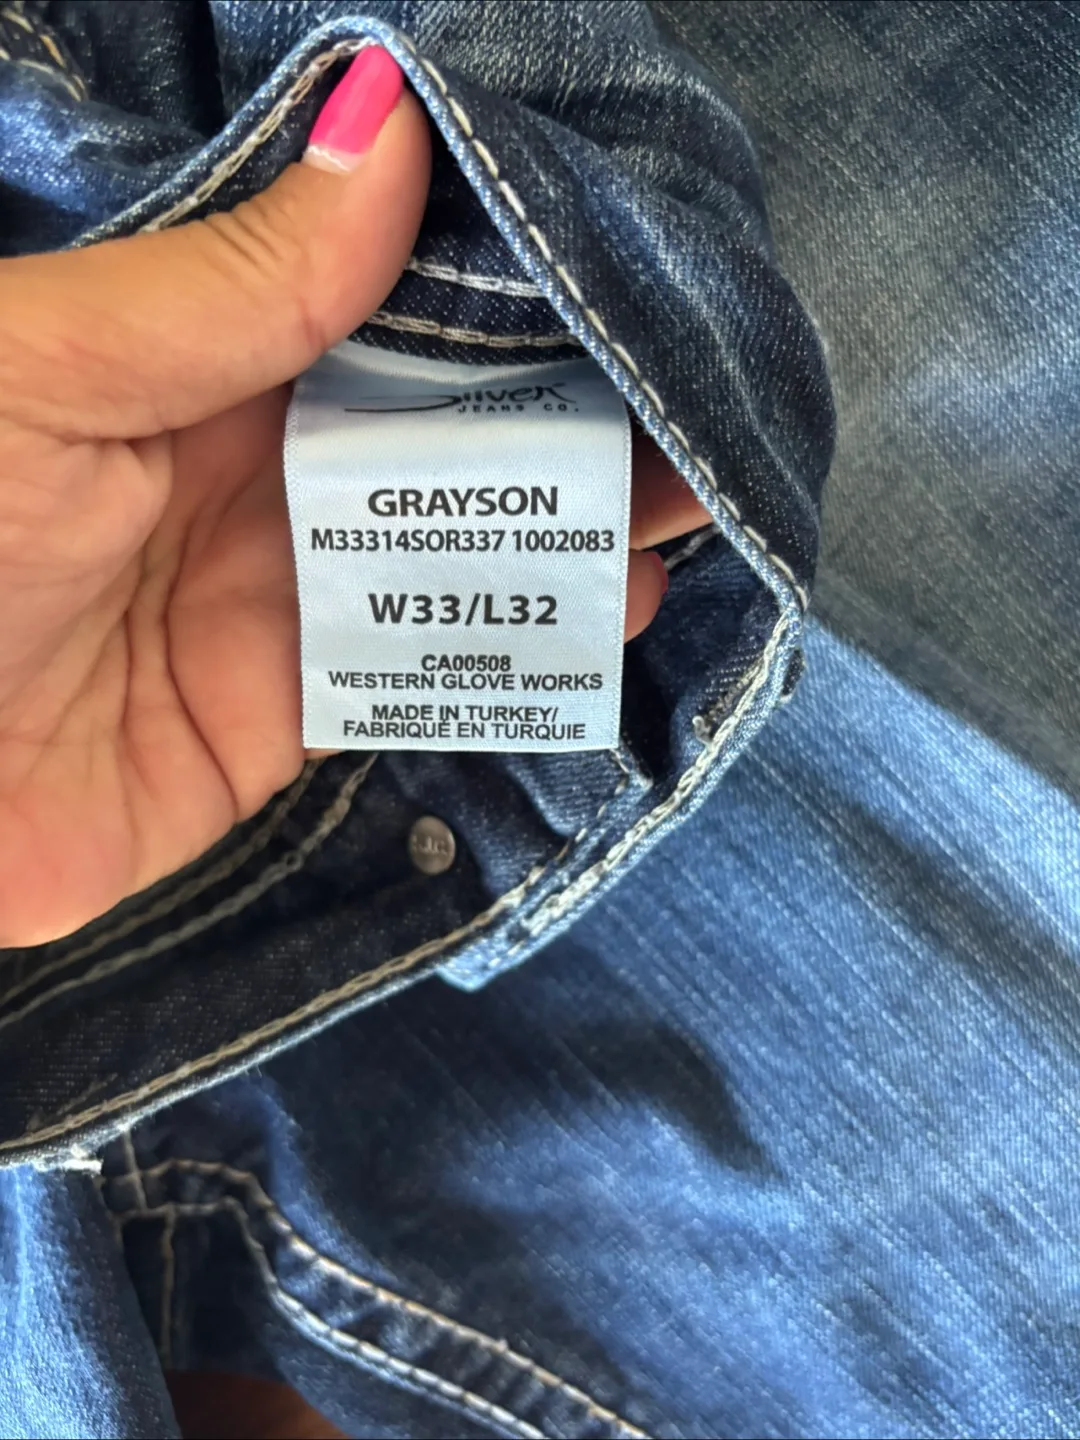 Silver
JEANS CO.
GRAYSON
M33314SOR337 1002083
W33/L32
CA00508
WESTERN GLOVE WORKS
MADE IN TURKEY/
FABRIQUÉ EN TURQUIE